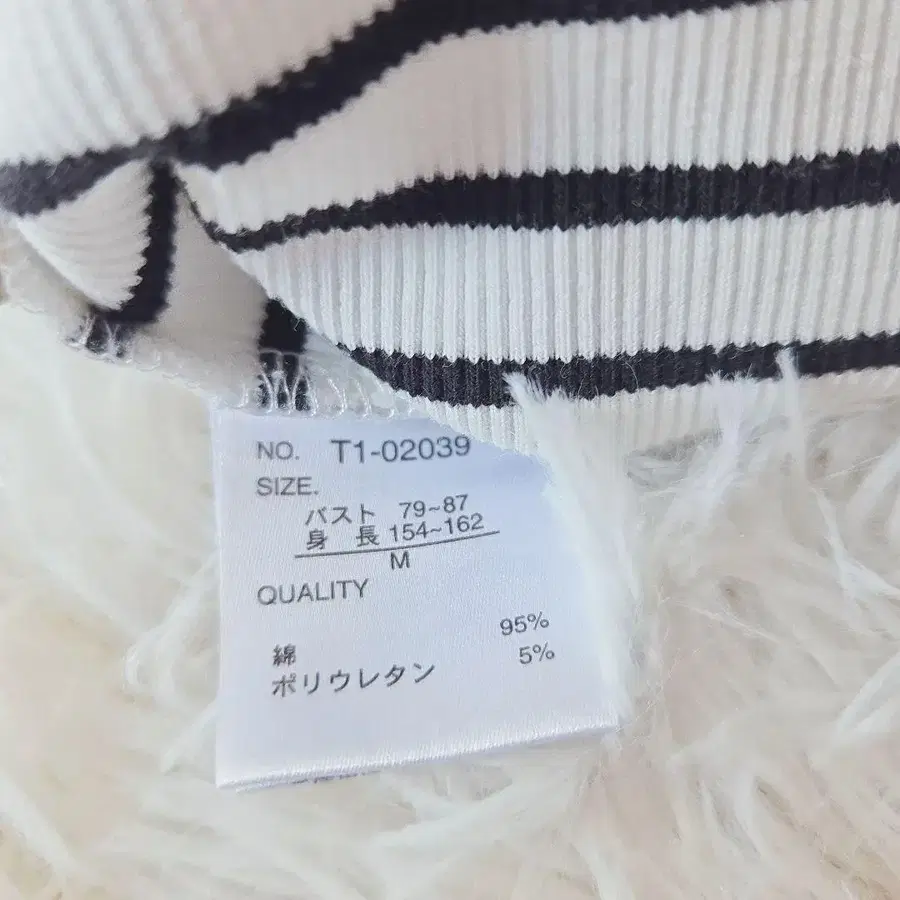 NO. T1-02039
SIZE.
バスト 79~87
身 長 154~162
M
QUALITY
綿 95%
ポリウレタン 5%